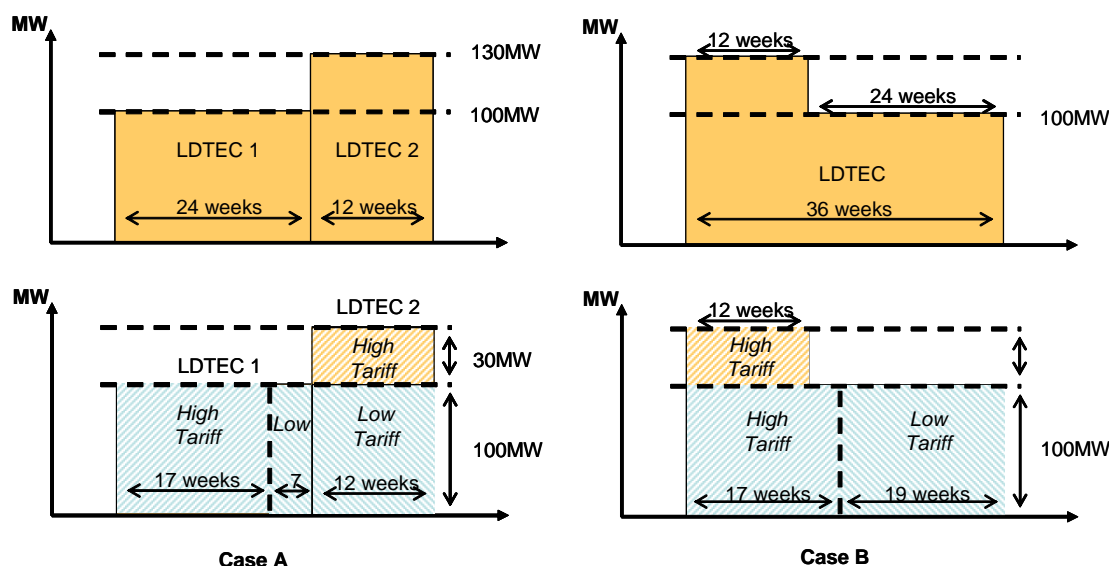 MW
130MW
100MW
LDTEC 1
LDTEC 2
24 weeks
12 weeks
MW
12 weeks
24 weeks
100MW
LDTEC
36 weeks
MW
LDTEC 2
High
Tariff
30MW
LDTEC 1
High
Tariff
Low
Low
Tariff
100MW
17 weeks
7
12 weeks
Case A
MW
12 weeks
High
Tariff
High
Tariff
Low
Tariff
100MW
17 weeks
19 weeks
Case B